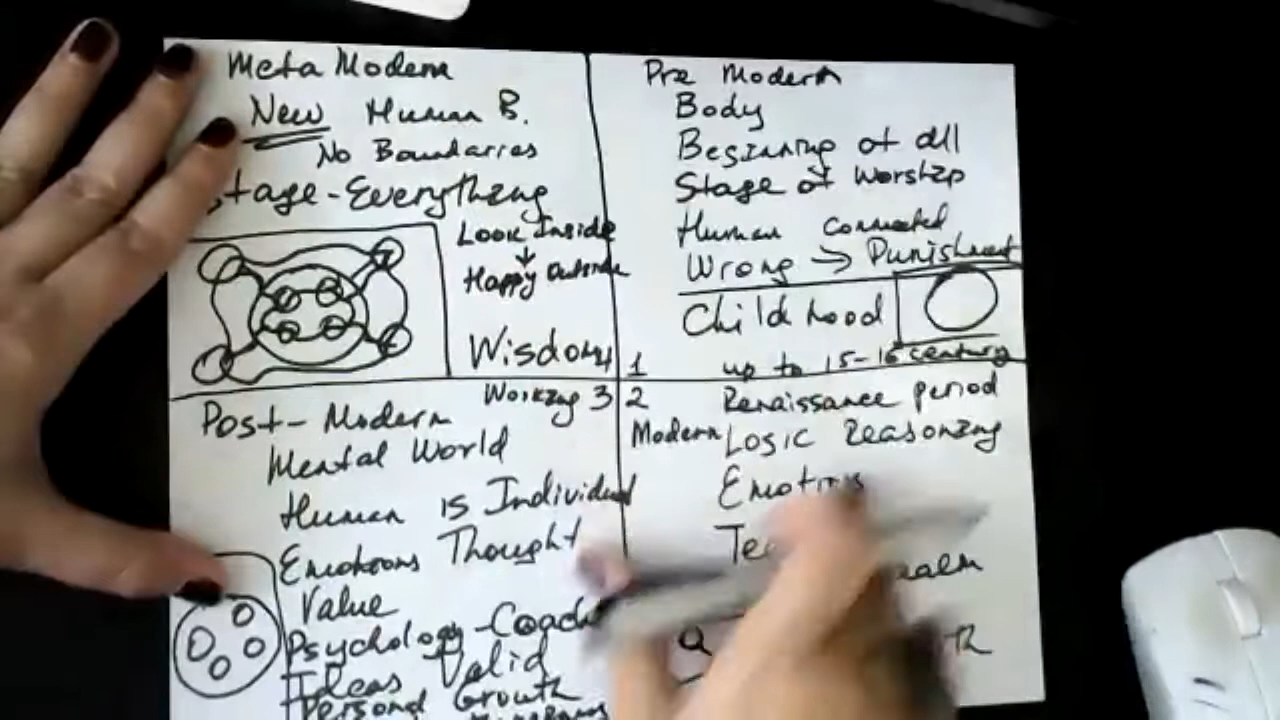 Meta Modern
New Human B.
No Boundarries
Stage-Everything
Look Inside
Happy Outside
Wisdom 4
Pre Modern
Body
Beginning of all
Stage of Worship
Human connected
Wrong → Punishment
Childhood
1 up to 15-16 century
Working 3
Post-Modern
Mental World
Human is Individual
Emotions Thought
Value
Psychology-Coach
Ideas Valid
Personal Growth
2 Renaissance period
Modern Logic Reasoning